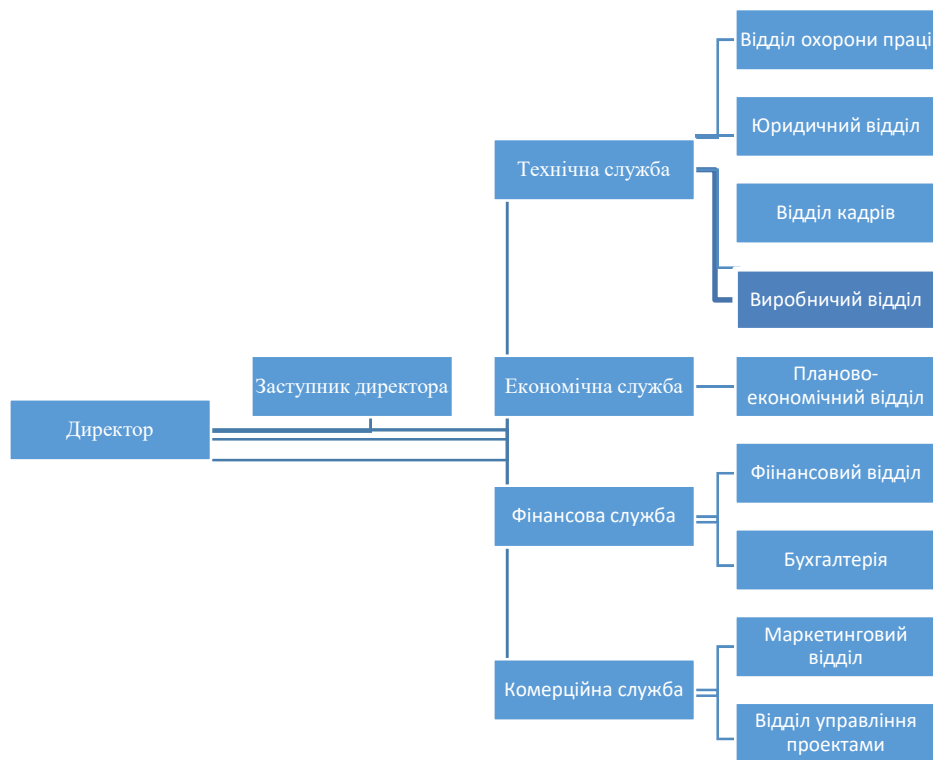 Відділ охорони праці
Юридичний відділ
Технічна служба
Відділ кадрів
Виробничий відділ
Заступник директора
Економічна служба
Планово-
економічний відділ
Директор
Фіінансовий відділ
Фінансова служба
Бухгалтерія
Маркетинговий
відділ
Комерційна служба
Відділ управління
проектами